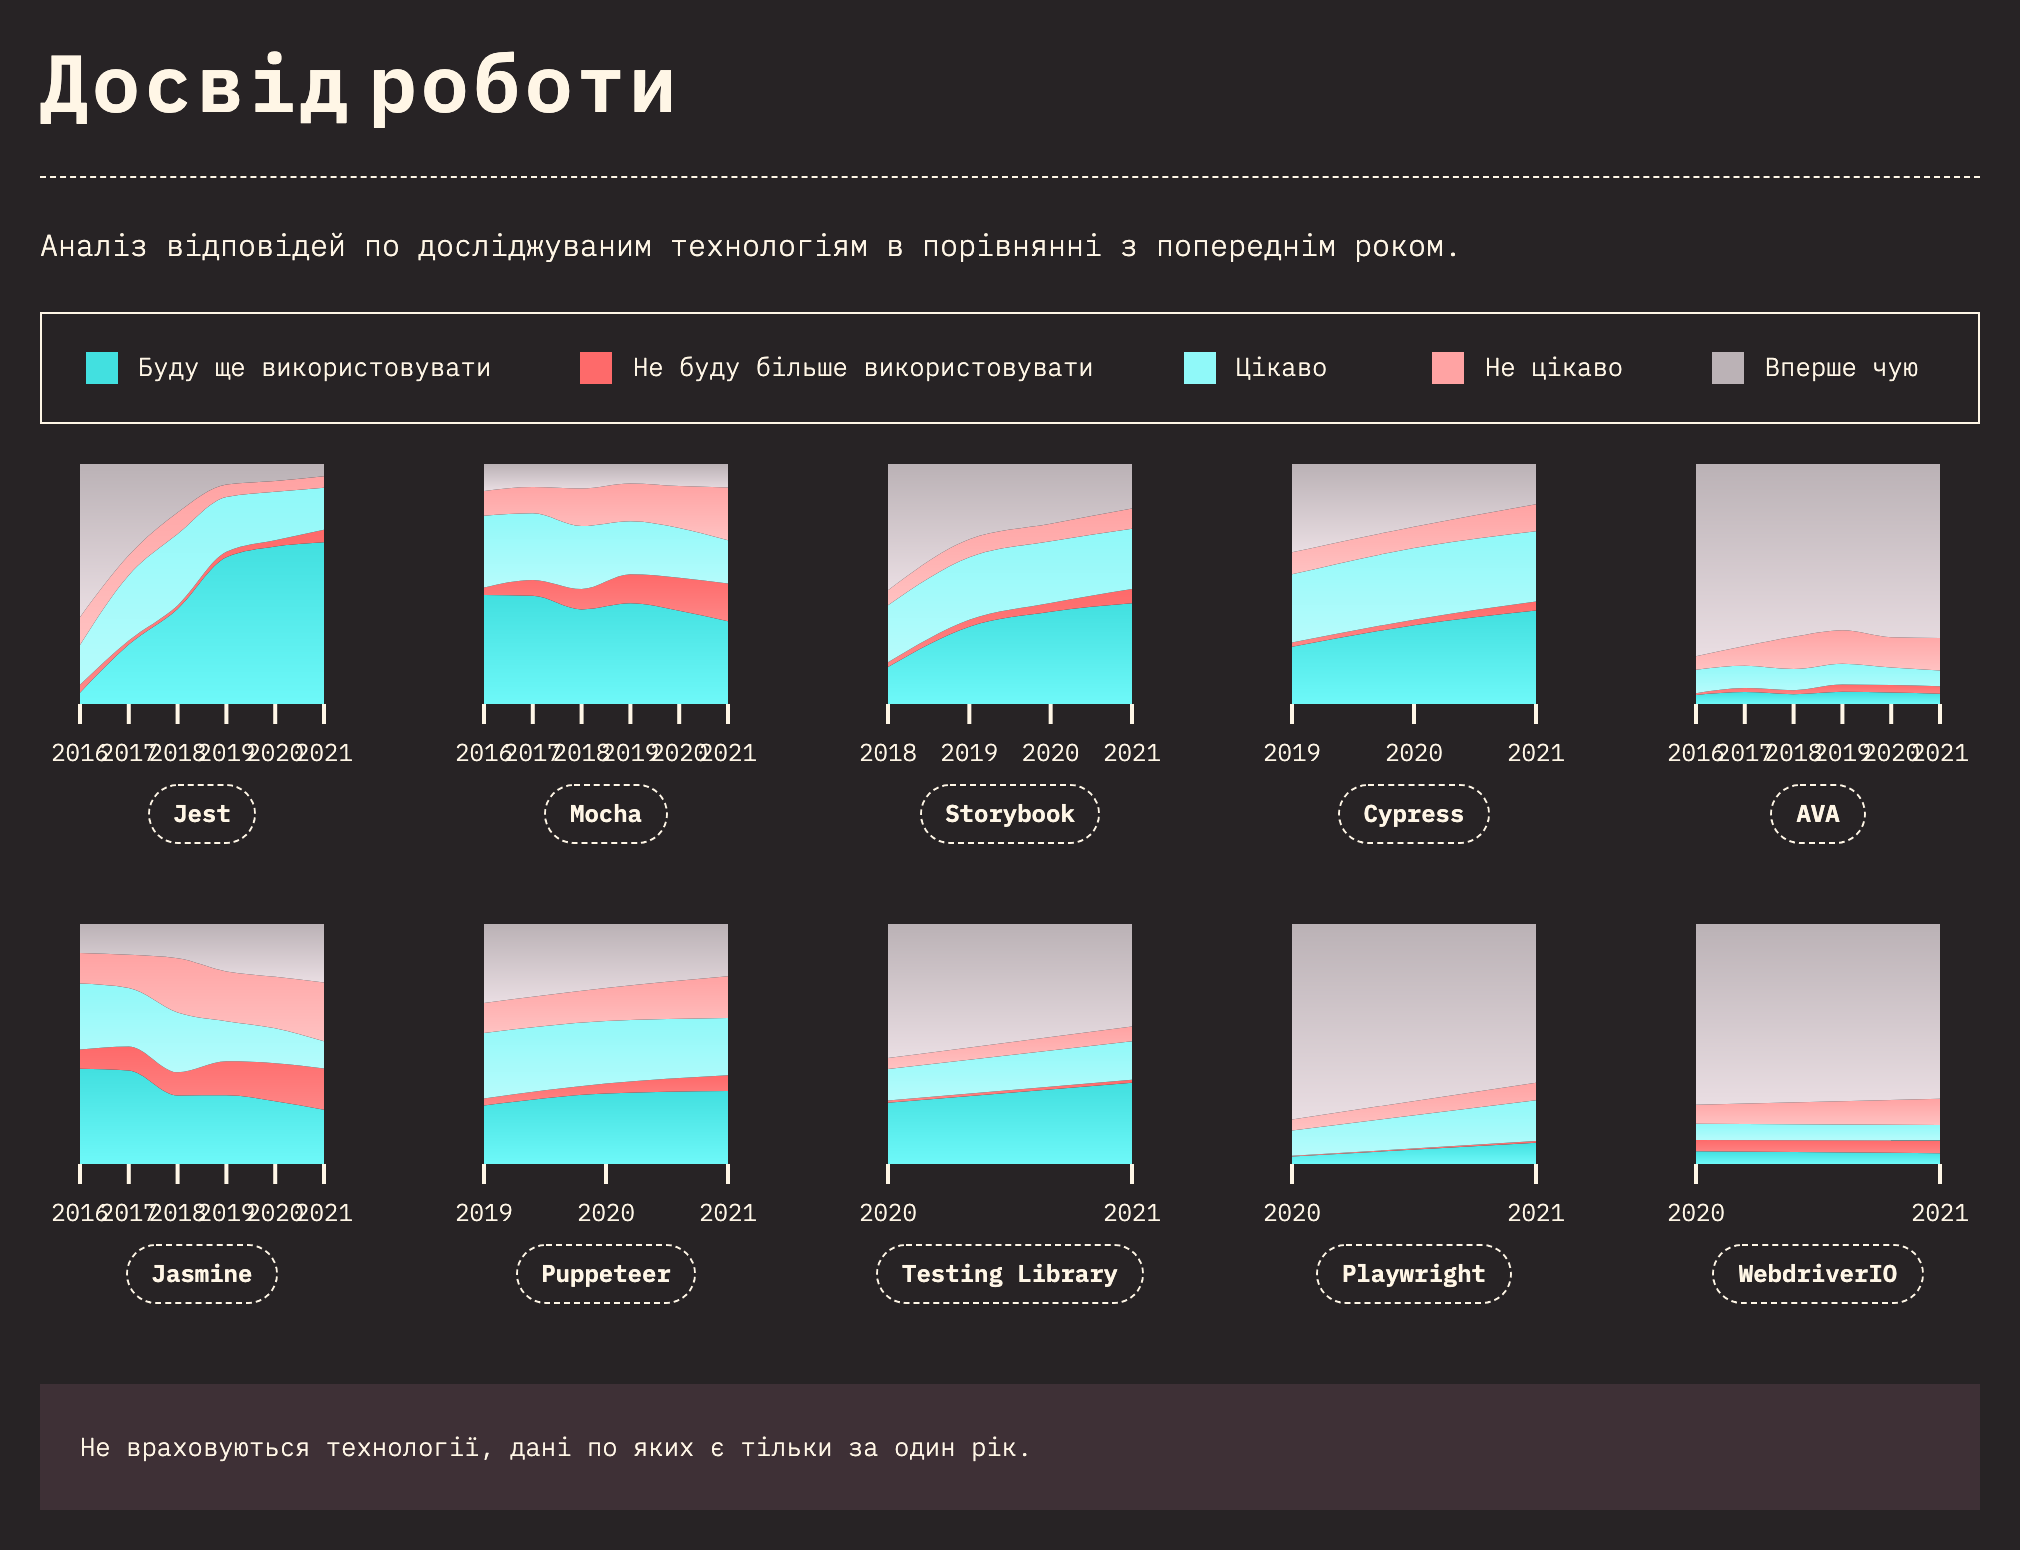 Досвід роботи
Аналіз відповідей по досліджуваним технологіям в порівнянні з попереднім роком.
Буду ще використовувати Не буду більше використовувати Цікаво Не цікаво Вперше чую
2016 2017 2018 2019 2020 2021 2016 2017 2018 2019 2020 2021 2018 2019 2020 2021 2019 2020 2021 2016 2017 2018 2019 2020 2021
Jest Mocha Storybook Cypress AVA
2016 2017 2018 2019 2020 2021 2019 2020 2021 2020 2021 2020 2021 2020 2021
Jasmine Puppeteer Testing Library Playwright WebdriverIO
Не враховуються технології, дані по яких є тільки за один рік.